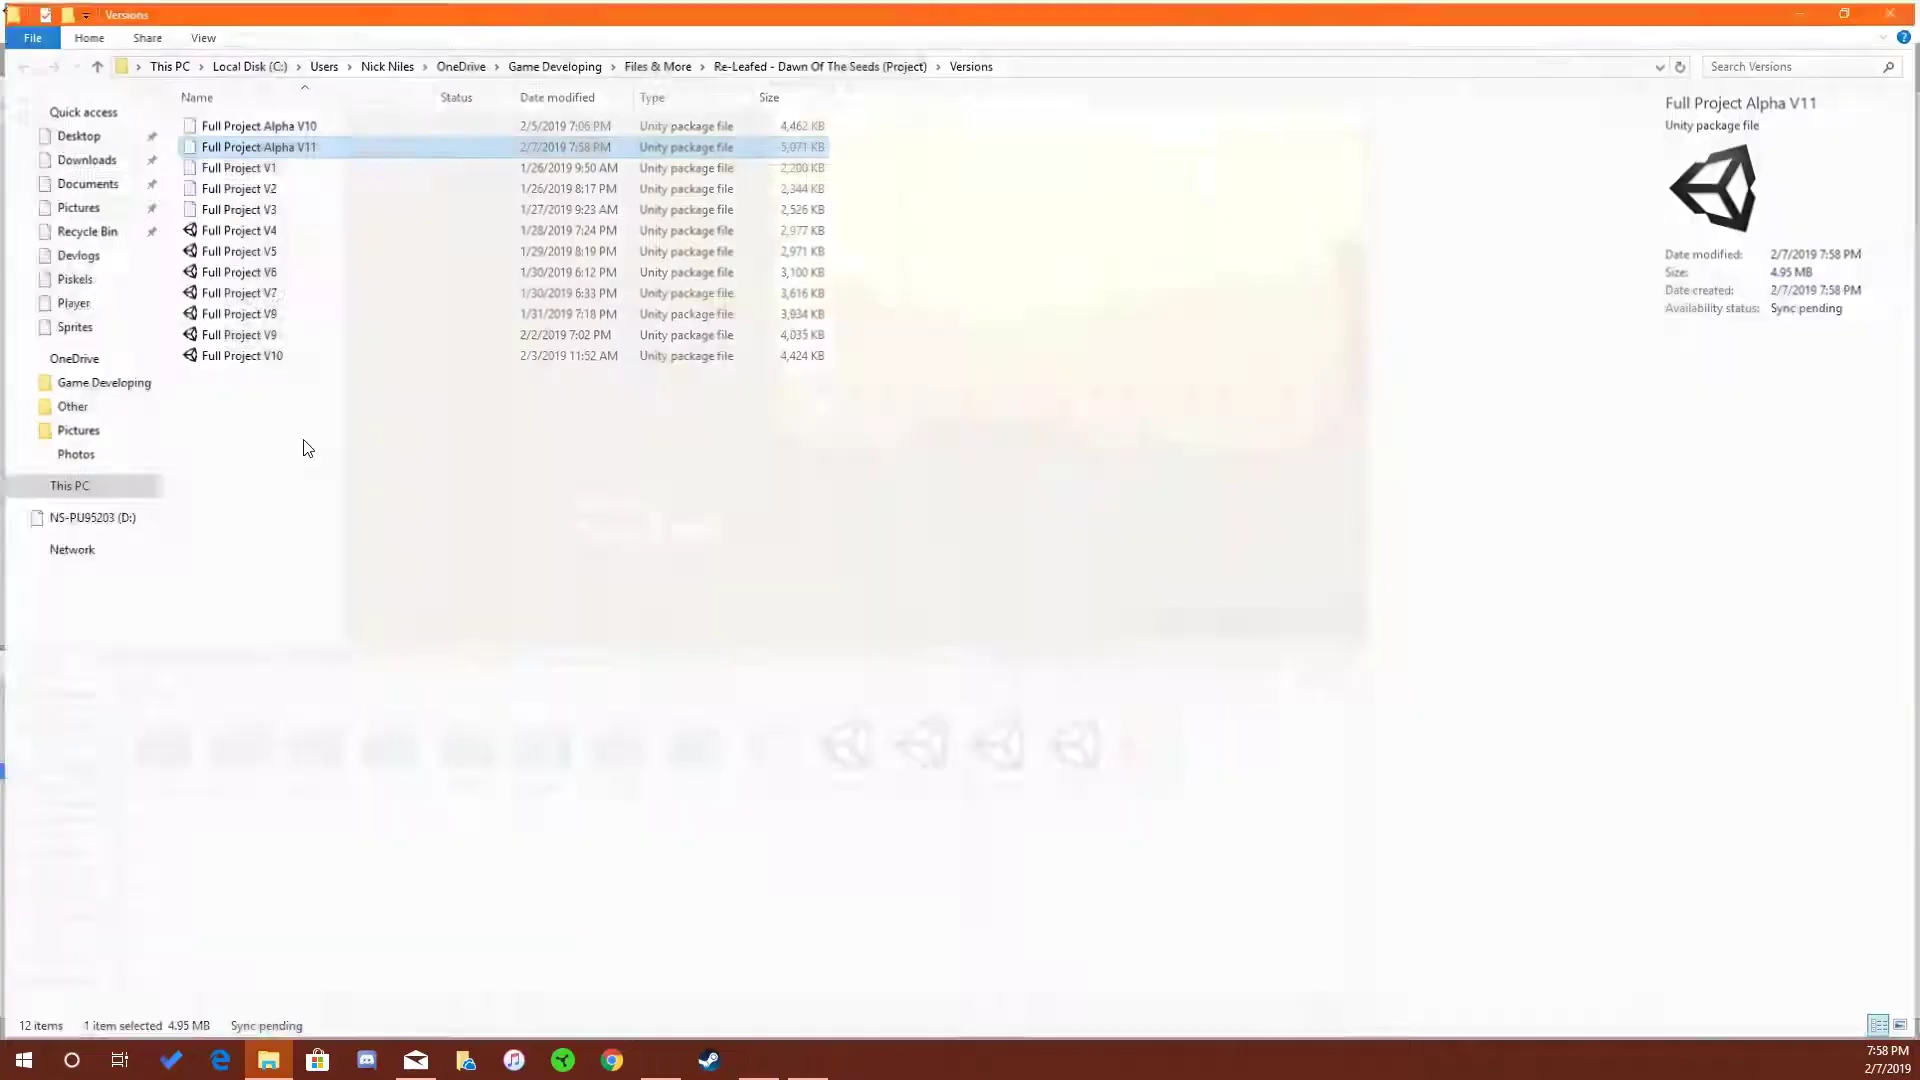 Versions
File Home Share View
This PC Local Disk (C:) Users Nick Niles OneDrive Game Developing Files & More Re-Leafed - Dawn Of The Seeds (Project) Versions
Search Versions
Name Status Date modified Type Size
Full Project Alpha V10 2/5/2019 7:06 PM Unity package file 4,462 KB
Full Project Alpha V11 2/7/2019 7:58 PM Unity package file 5,071 KB
Full Project V1 1/26/2019 9:50 AM Unity package file 2,200 KB
Full Project V2 1/26/2019 8:17 PM Unity package file 2,344 KB
Full Project V3 1/27/2019 9:23 AM Unity package file 2,526 KB
Full Project V4 1/28/2019 7:24 PM Unity package file 2,977 KB
Full Project V5 1/29/2019 8:19 PM Unity package file 2,971 KB
Full Project V6 1/30/2019 6:12 PM Unity package file 3,100 KB
Full Project V7 1/30/2019 6:33 PM Unity package file 3,616 KB
Full Project V9 1/31/2019 7:18 PM Unity package file 3,934 KB
Full Project V9 2/2/2019 7:02 PM Unity package file 4,035 KB
Full Project V10 2/3/2019 11:52 AM Unity package file 4,424 KB
Quick access
Desktop
Downloads
Documents
Pictures
Recycle Bin
Devlogs
Piskels
Player
Sprites
OneDrive
Game Developing
Other
Pictures
Photos
This PC
NS-PU95203 (D:)
Network
Full Project Alpha V11
Unity package file
Date modified: 2/7/2019 7:58 PM
Size: 4.95 MB
Date created: 2/7/2019 7:58 PM
Availability status: Sync pending
12 items 1 item selected 4.95 MB Sync pending
7:58 PM
2/7/2019